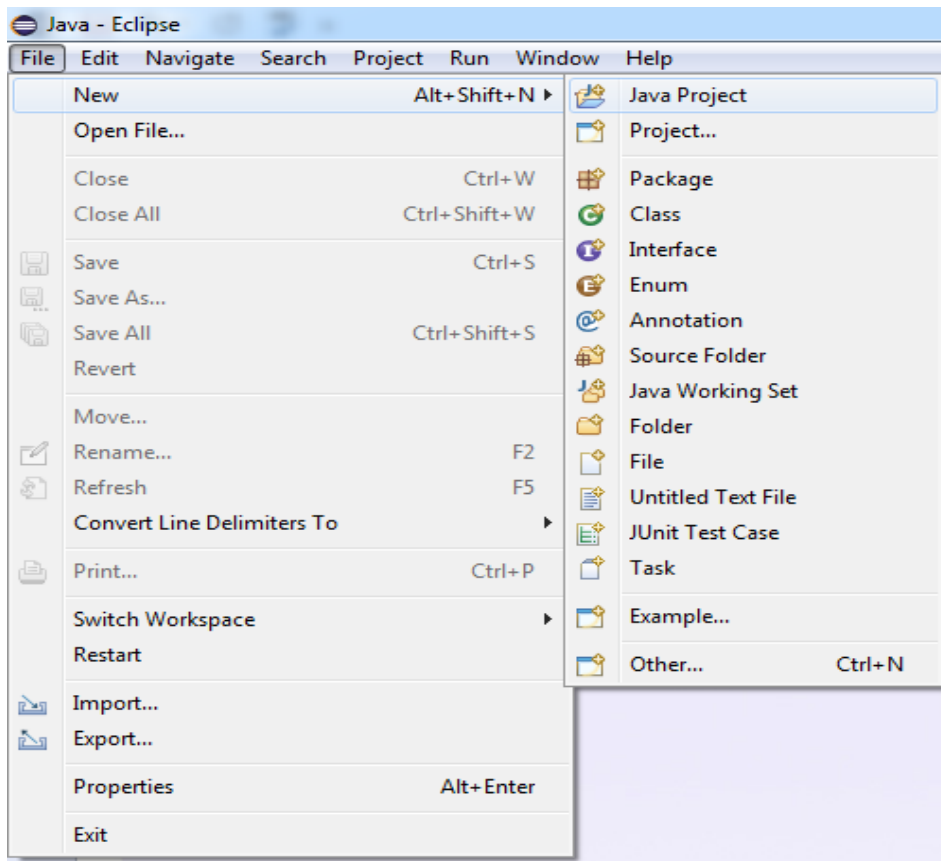 Java - Eclipse
File Edit Navigate Search Project Run Window Help
New Alt+Shift+N
Open File...
Close Ctrl+W
Close All Ctrl+Shift+W
Save Ctrl+S
Save As...
Save All Ctrl+Shift+S
Revert
Move...
Rename... F2
Refresh F5
Convert Line Delimiters To
Print... Ctrl+P
Switch Workspace
Restart
Import...
Export...
Properties Alt+Enter
Exit
Java Project
Project...
Package
Class
Interface
Enum
Annotation
Source Folder
Java Working Set
Folder
File
Untitled Text File
JUnit Test Case
Task
Example...
Other... Ctrl+N